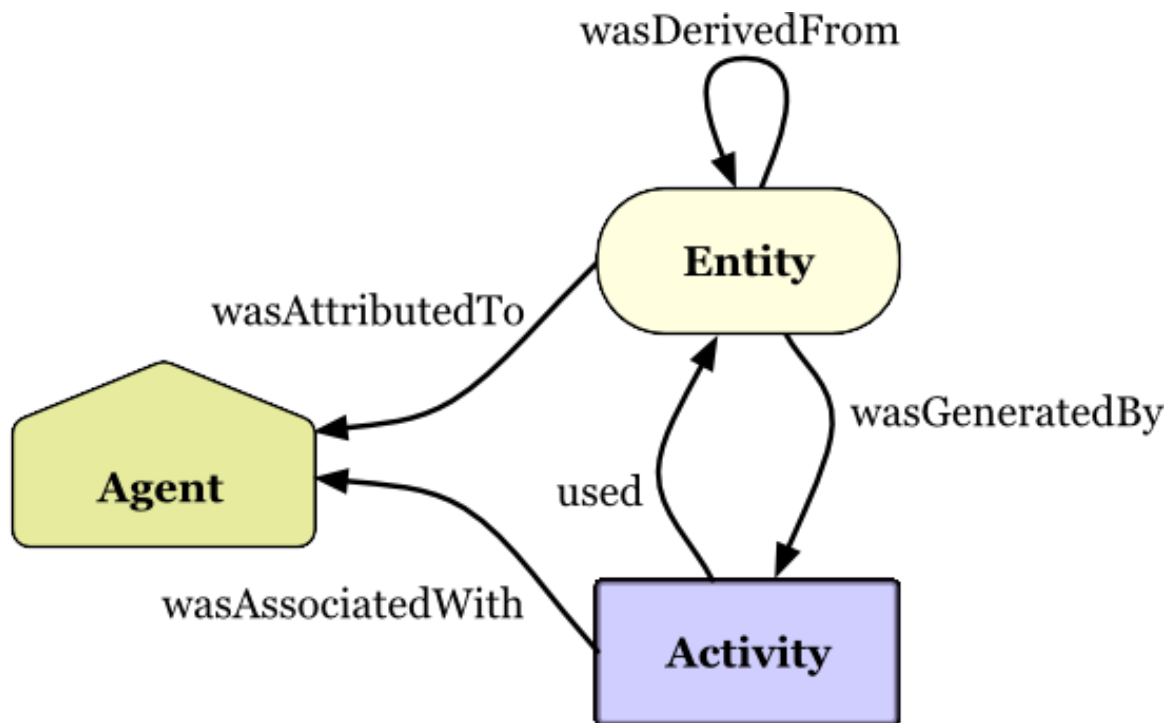 wasDerivedFrom
Entity
wasAttributedTo
wasGeneratedBy
Agent
used
wasAssociatedWith
Activity